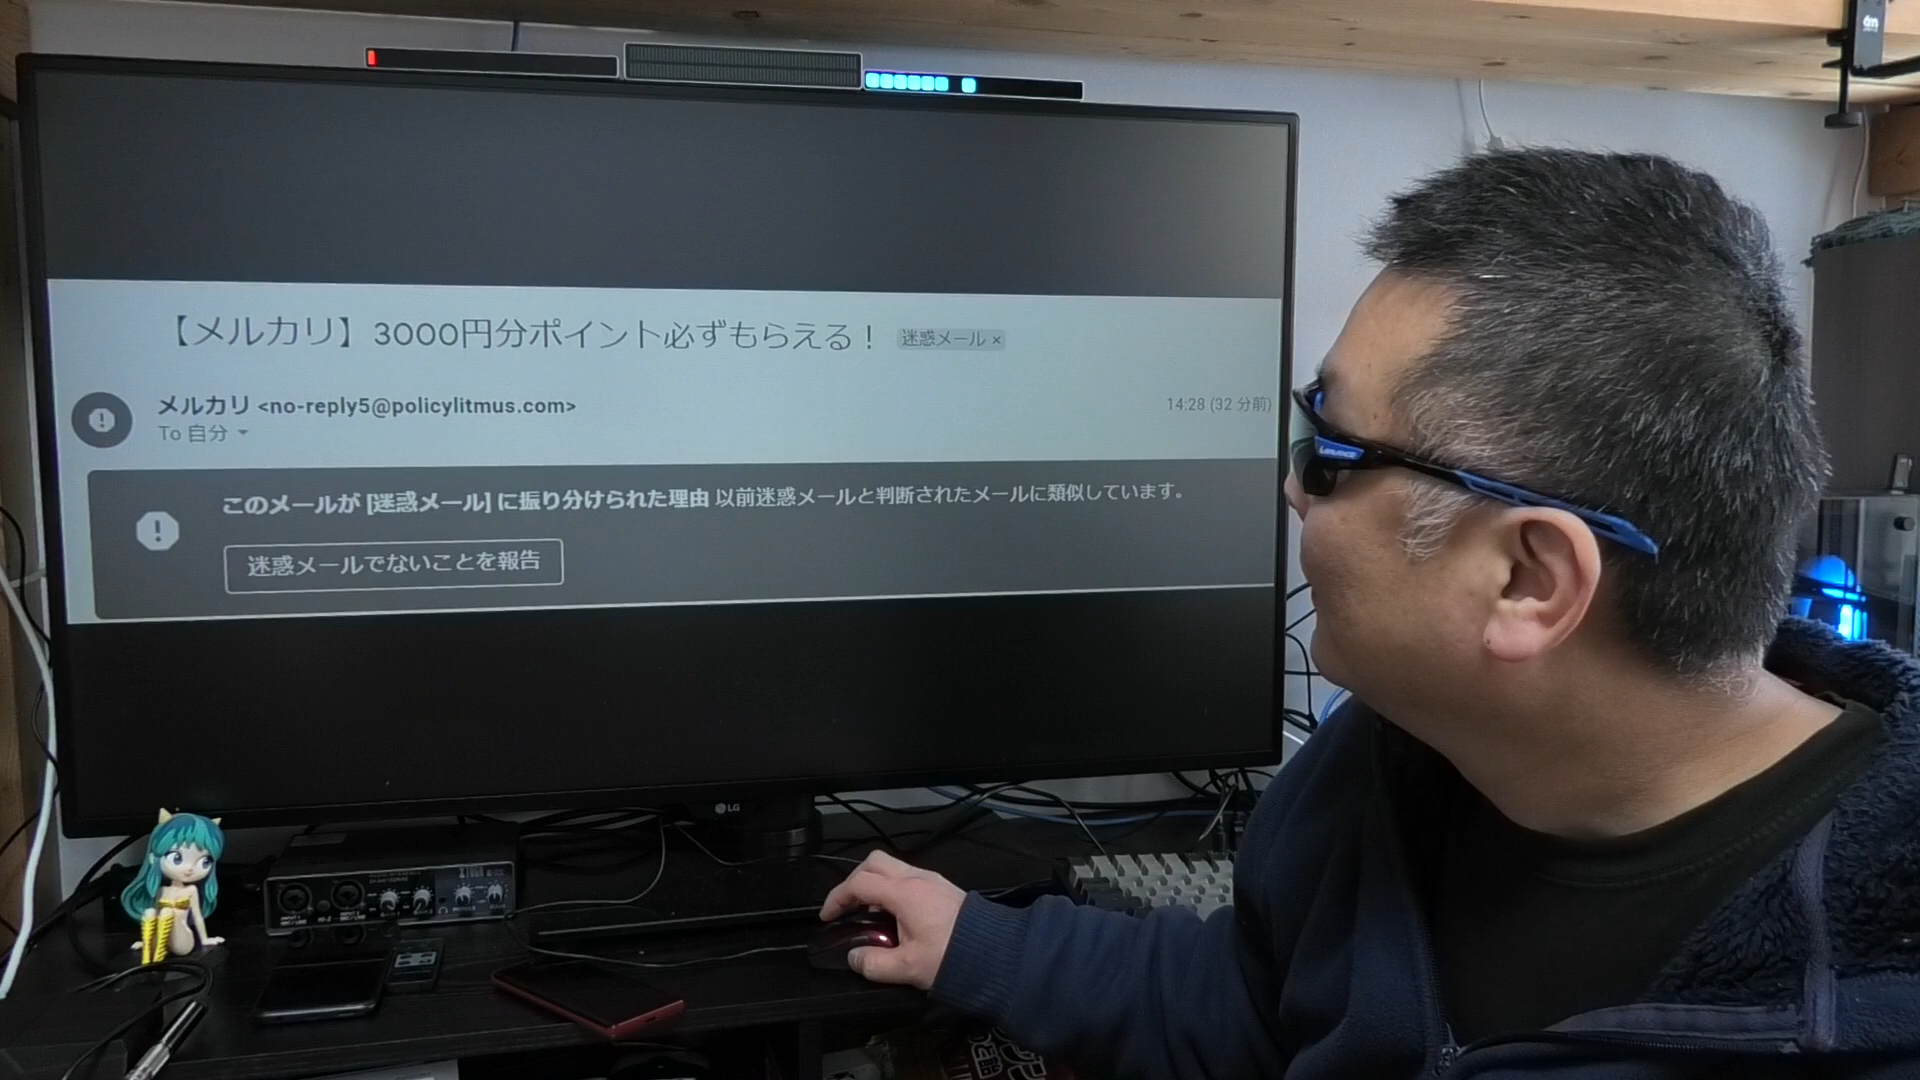 【メルカリ】3000円分ポイント必ずもらえる！ 迷惑メール ×
メルカリ <no-reply5@policylitmus.com>
14:28 (32 分前)
To 自分
このメールが [迷惑メール] に振り分けられた理由 以前迷惑メールと判断されたメールに類似しています。
迷惑メールでないことを報告
LG